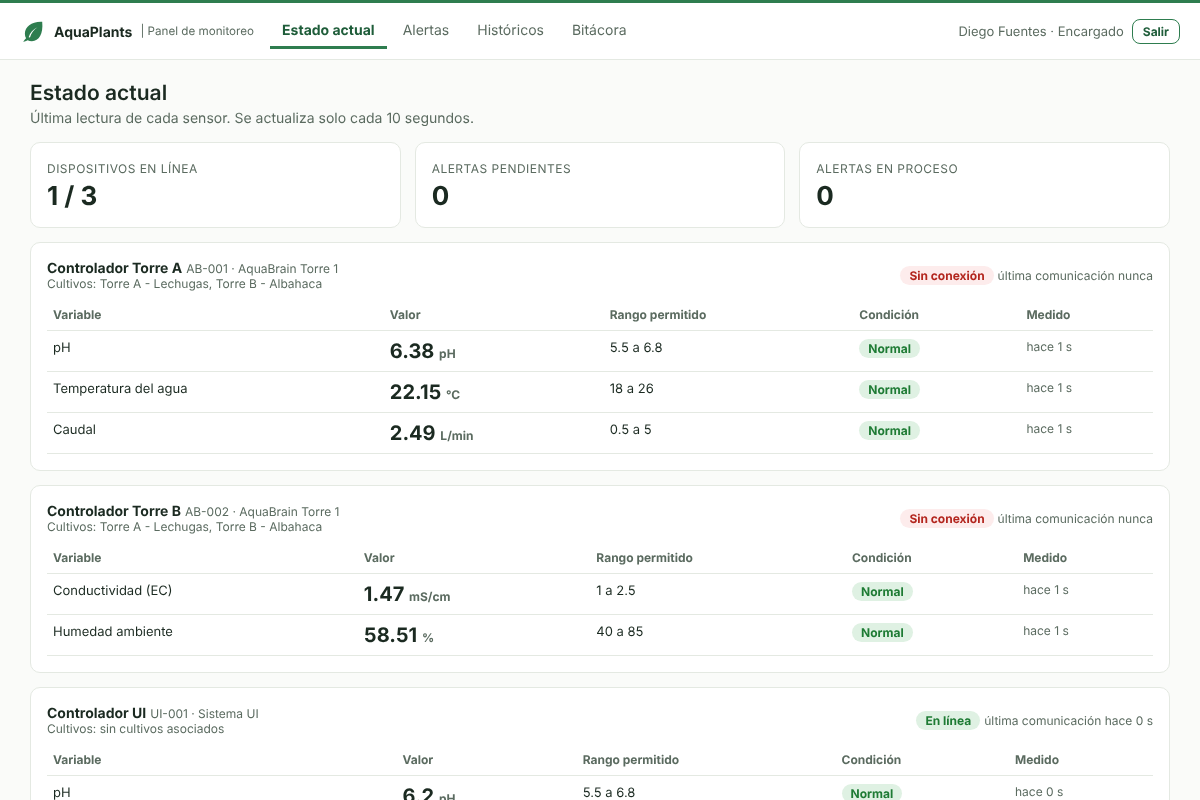 AquaPlants | Panel de monitoreo Estado actual Alertas Históricos Bitácora Diego Fuentes · Encargado Salir
Estado actual
Última lectura de cada sensor. Se actualiza solo cada 10 segundos.
DISPOSITIVOS EN LÍNEA ALERTAS PENDIENTES ALERTAS EN PROCESO
1 / 3 0 0
Controlador Torre A AB-001 · AquaBrain Torre 1
Cultivos: Torre A - Lechugas, Torre B - Albahaca
Sin conexión última comunicación nunca
Variable Valor Rango permitido Condición Medido
pH 6.38 pH 5.5 a 6.8 Normal hace 1 s
Temperatura del agua 22.15 °C 18 a 26 Normal hace 1 s
Caudal 2.49 L/min 0.5 a 5 Normal hace 1 s
Controlador Torre B AB-002 · AquaBrain Torre 1
Cultivos: Torre A - Lechugas, Torre B - Albahaca
Sin conexión última comunicación nunca
Variable Valor Rango permitido Condición Medido
Conductividad (EC) 1.47 mS/cm 1 a 2.5 Normal hace 1 s
Humedad ambiente 58.51 % 40 a 85 Normal hace 1 s
Controlador UI UI-001 · Sistema UI
Cultivos: sin cultivos asociados
En línea última comunicación hace 0 s
Variable Valor Rango permitido Condición Medido
pH 6.2 pH 5.5 a 6.8 Normal hace 0 s